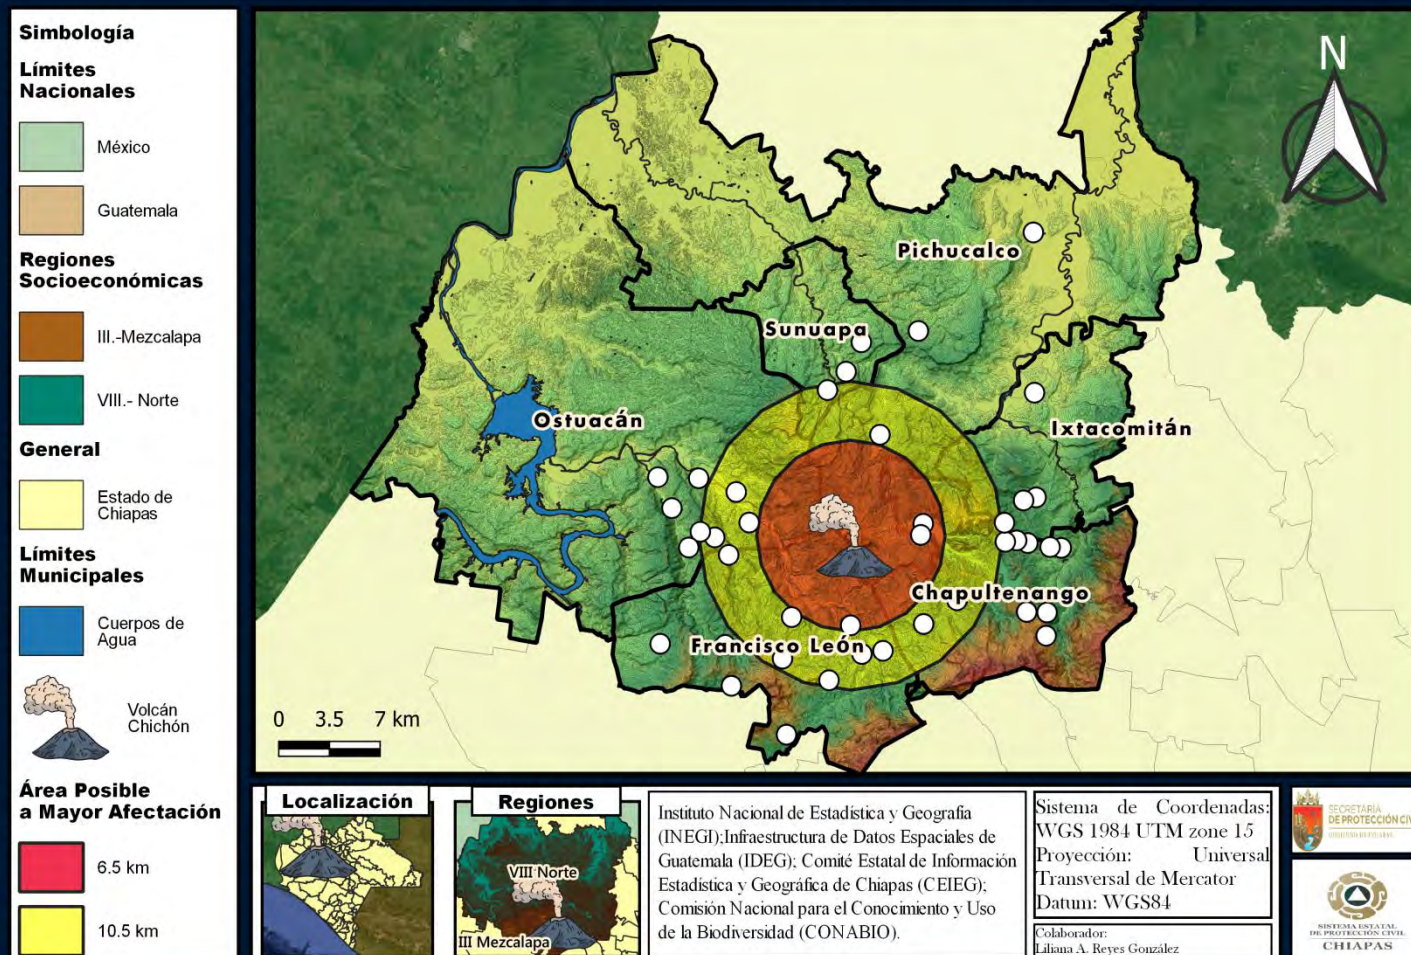 Simbología
Límites
Nacionales
México
Guatemala
Regiones
Socioeconómicas
III.-Mezcalapa
VIII.- Norte
General
Estado de
Chiapas
Límites
Municipales
Cuerpos de
Agua
Volcán
Chichón
Área Posible
a Mayor Afectación
6.5 km
10.5 km
N
Pichucalco
Sunuapa
Ostuacán
Ixtacomitán
Chapultenango
Francisco León
0 3.5 7 km
Localización
Regiones
VIII Norte
III Mezcalapa
Instituto Nacional de Estadística y Geografía
(INEGI);Infraestructura de Datos Espaciales de
Guatemala (IDEG); Comité Estatal de Información
Estadística y Geográfica de Chiapas (CEIEG);
Comisión Nacional para el Conocimiento y Uso
de la Biodiversidad (CONABIO).
Sistema de Coordenadas:
WGS 1984 UTM zone 15
Proyección: Universal
Transversal de Mercator
Datum: WGS84
Colaborador:
Liliana A. Reyes González
SECRETARÍA
DE PROTECCIÓN CIV
SISTEMA ESTATAL
DE PROTECCIÓN CIVIL
CHIAPAS